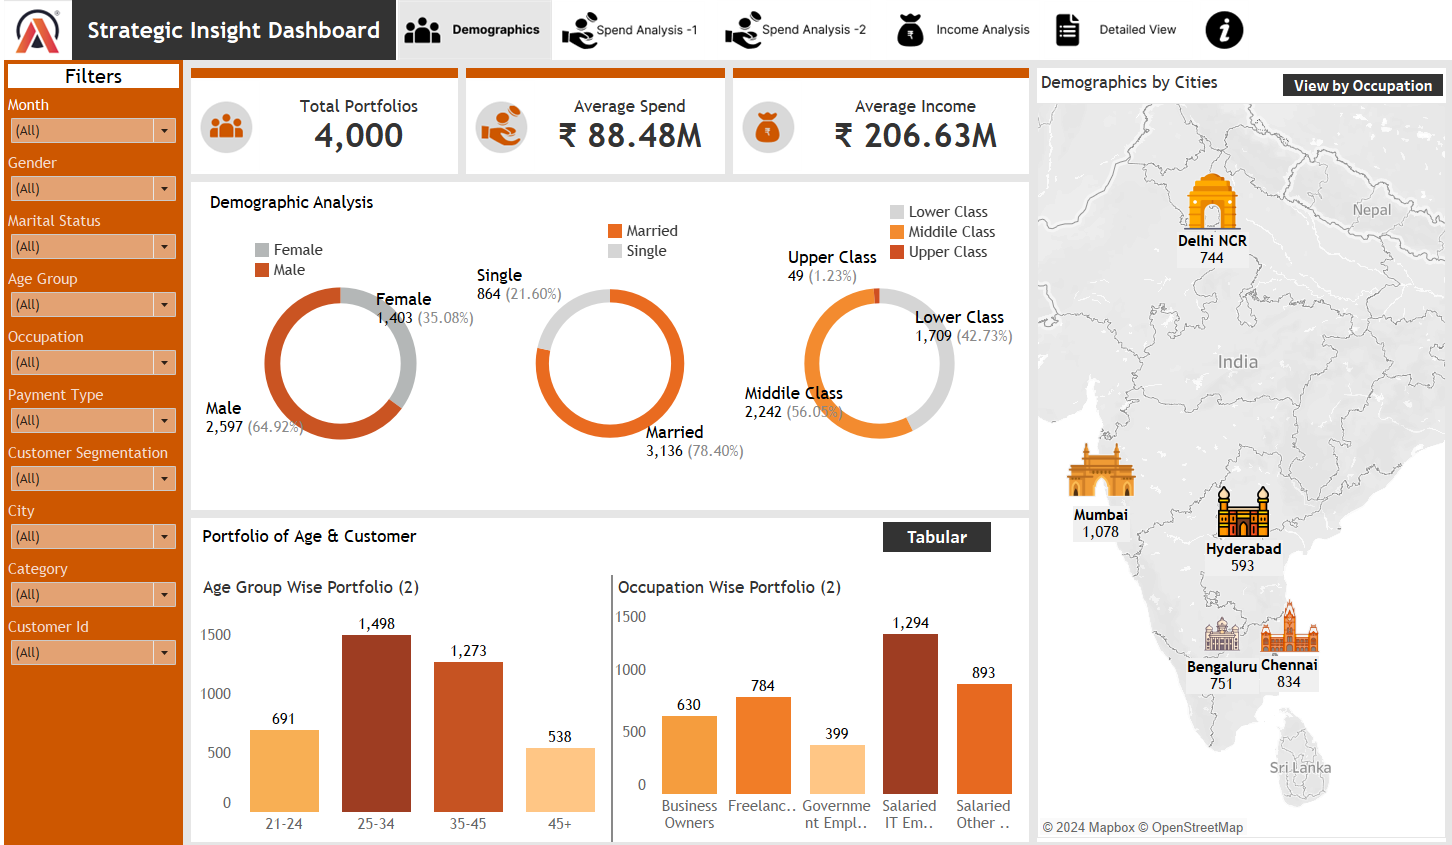 Strategic Insight Dashboard
Demographics
Spend Analysis -1
Spend Analysis -2
Income Analysis
Detailed View
Filters
Month
(All)
Gender
(All)
Marital Status
(All)
Age Group
(All)
Occupation
(All)
Payment Type
(All)
Customer Segmentation
(All)
City
(All)
Category
(All)
Customer Id
(All)
Total Portfolios
4,000
Average Spend
₹ 88.48M
Average Income
₹ 206.63M
Demographic Analysis
Female
Male
Female
1,403 (35.08%)
Male
2,597 (64.92%)
Married
Single
Single
864 (21.60%)
Married
3,136 (78.40%)
Lower Class
Middile Class
Upper Class
Upper Class
49 (1.23%)
Lower Class
1,709 (42.73%)
Middile Class
2,242 (56.05%)
Portfolio of Age & Customer
Tabular
Age Group Wise Portfolio (2)
1500
1000
500
0
691
1,498
1,273
538
21-24
25-34
35-45
45+
Occupation Wise Portfolio (2)
1500
1000
500
0
630
784
399
1,294
893
Business
Owners
Freelanc..
Governme
nt Empl..
Salaried
IT Em..
Salaried
Other ..
Demographics by Cities
View by Occupation
Nepal
Delhi NCR
744
India
Mumbai
1,078
Hyderabad
593
Bengaluru
751
Chennai
834
Sri Lanka
© 2024 Mapbox © OpenStreetMap